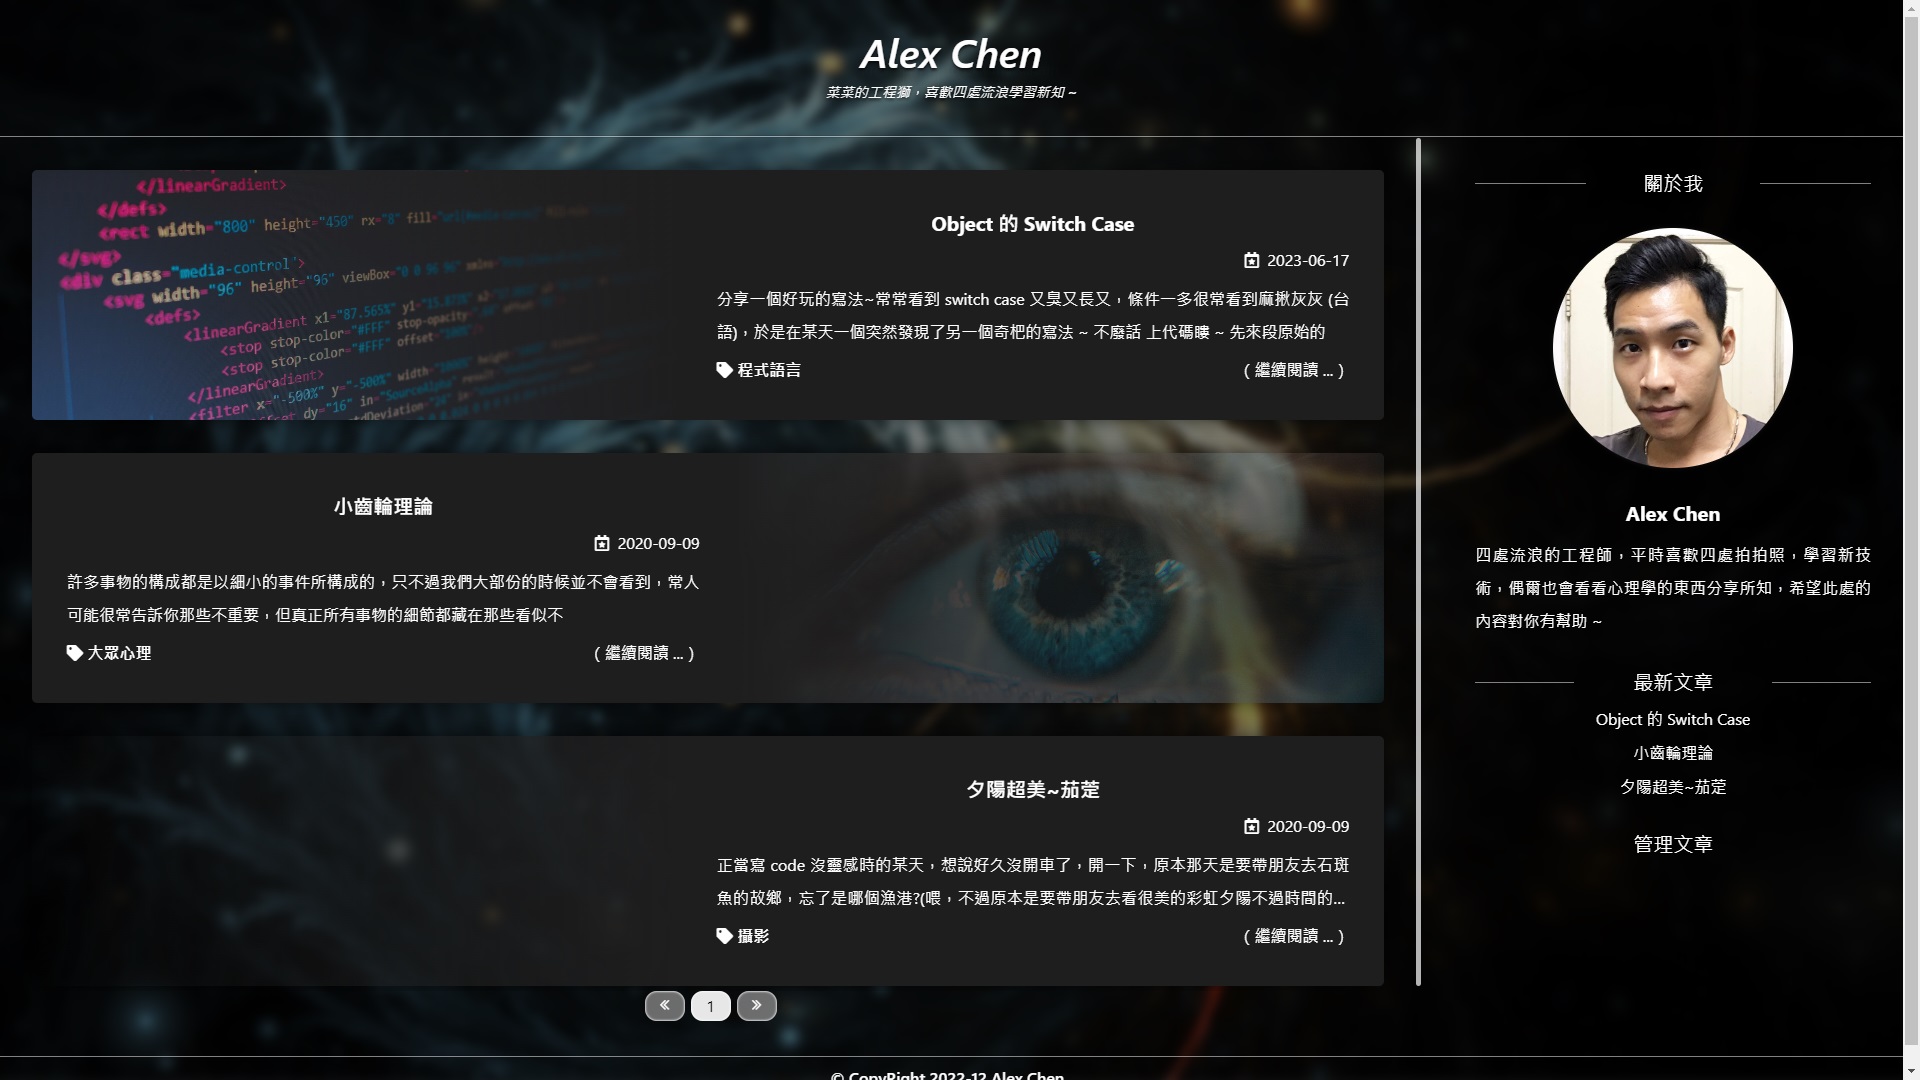 Alex Chen
菜菜的工程獅，喜歡四處流浪學習新知 ~
</linearGradient>
</defs>
<rect width="800" height="450" rx="8" fill=
</svg>
<div class="media-control">
<svg width="96" height="96" viewBox="0 0 96 96"
<defs>
<linearGradient x1="87.565%" y1="15.873%"
<stop stop-color="#FFF" stop-opacity=
<stop stop-color="#FFF" offset="100%"
</linearGradient>
<filter x="-500%" y="-500%" width="1000%"
dy="16" in="SourceAlpha"
Object 的 Switch Case
2023-06-17
分享一個好玩的寫法~常常看到 switch case 又臭又長又，條件一多很常看到麻揪灰灰 (台
語)，於是在某天一個突然發現了另一個奇杷的寫法 ~ 不廢話 上代碼瞜 ~ 先來段原始的
程式語言
( 繼續閱讀 ... )
小齒輪理論
2020-09-09
許多事物的構成都是以細小的事件所構成的，只不過我們大部份的時候並不會看到，常人
可能很常告訴你那些不重要，但真正所有事物的細節都藏在那些看似不
大眾心理
( 繼續閱讀 ... )
夕陽超美~茄萣
2020-09-09
正當寫 code 沒靈感時的某天，想說好久沒開車了，開一下，原本那天是要帶朋友去石斑
魚的故鄉，忘了是哪個漁港?(喂，不過原本是要帶朋友去看很美的彩虹夕陽不過時間的...
攝影
( 繼續閱讀 ... )
« 1 »
關於我
Alex Chen
四處流浪的工程師，平時喜歡四處拍拍照，學習新技
術，偶爾也會看看心理學的東西分享所知，希望此處的
內容對你有幫助 ~
最新文章
Object 的 Switch Case
小齒輪理論
夕陽超美~茄萣
管理文章
© CopyRight 2022-12 Alex Chen